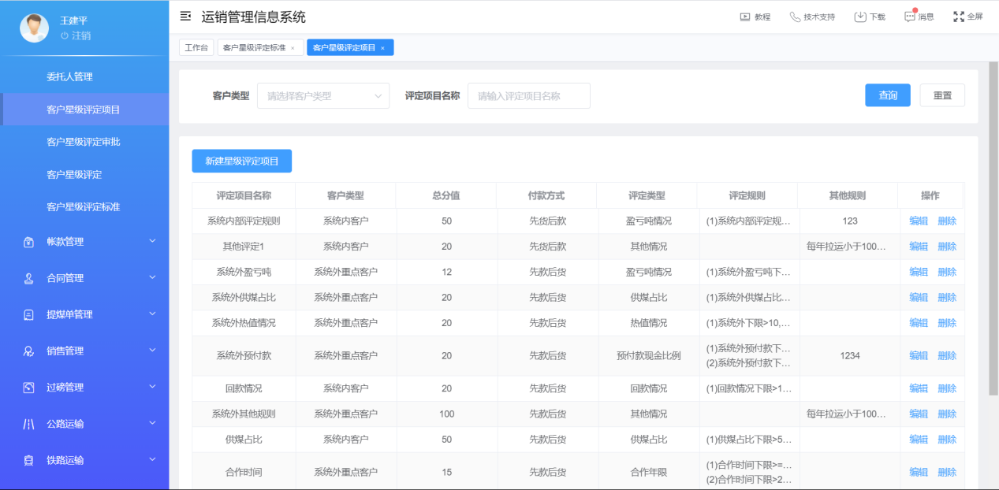 王建平
注销
运销管理信息系统
教程
技术支持
下载
消息
全屏
工作台
客户星级评定标准 ×
客户星级评定项目 ×
委托人管理
客户星级评定项目
客户星级评定审批
客户星级评定
客户星级评定标准
帐款管理
合同管理
提煤单管理
销售管理
过磅管理
公路运输
铁路运输
客户类型 请选择客户类型 评定项目名称 请输入评定项目名称 查询 重置
新建星级评定项目
评定项目名称 客户类型 总分值 付款方式 评定类型 评定规则 其他规则 操作
系统内部评定规则 系统内客户 50 先货后款 盈亏吨情况 (1)系统内部评定规... 123 编辑 删除
其他评定1 系统内客户 20 先货后款 其他情况 每年拉运小于100... 编辑 删除
系统外盈亏吨 系统外重点客户 12 先款后货 盈亏吨情况 (1)系统外盈亏吨下... 编辑 删除
系统外供煤占比 系统外重点客户 20 先款后货 供煤占比 (1)系统外供煤占比... 编辑 删除
系统外热值情况 系统外重点客户 20 先款后货 热值情况 (1)系统外下限>10,... 编辑 删除
系统外预付款 系统外重点客户 20 先款后货 预付款现金比例 (1)系统外预付款下... 1234 编辑 删除
(2)系统外预付款下...
回款情况 系统内客户 20 先款后货 回款情况 (1)回款情况下限>1... 编辑 删除
系统外其他规则 系统外重点客户 100 先款后货 其他情况 每年拉运小于100... 编辑 删除
供煤占比 系统内客户 50 先款后货 供煤占比 (1)供煤占比下限>5... 编辑 删除
合作时间 系统外重点客户 15 先款后货 合作年限 (1)合作时间下限>=... 编辑 删除
(2)合作时间下限>2...